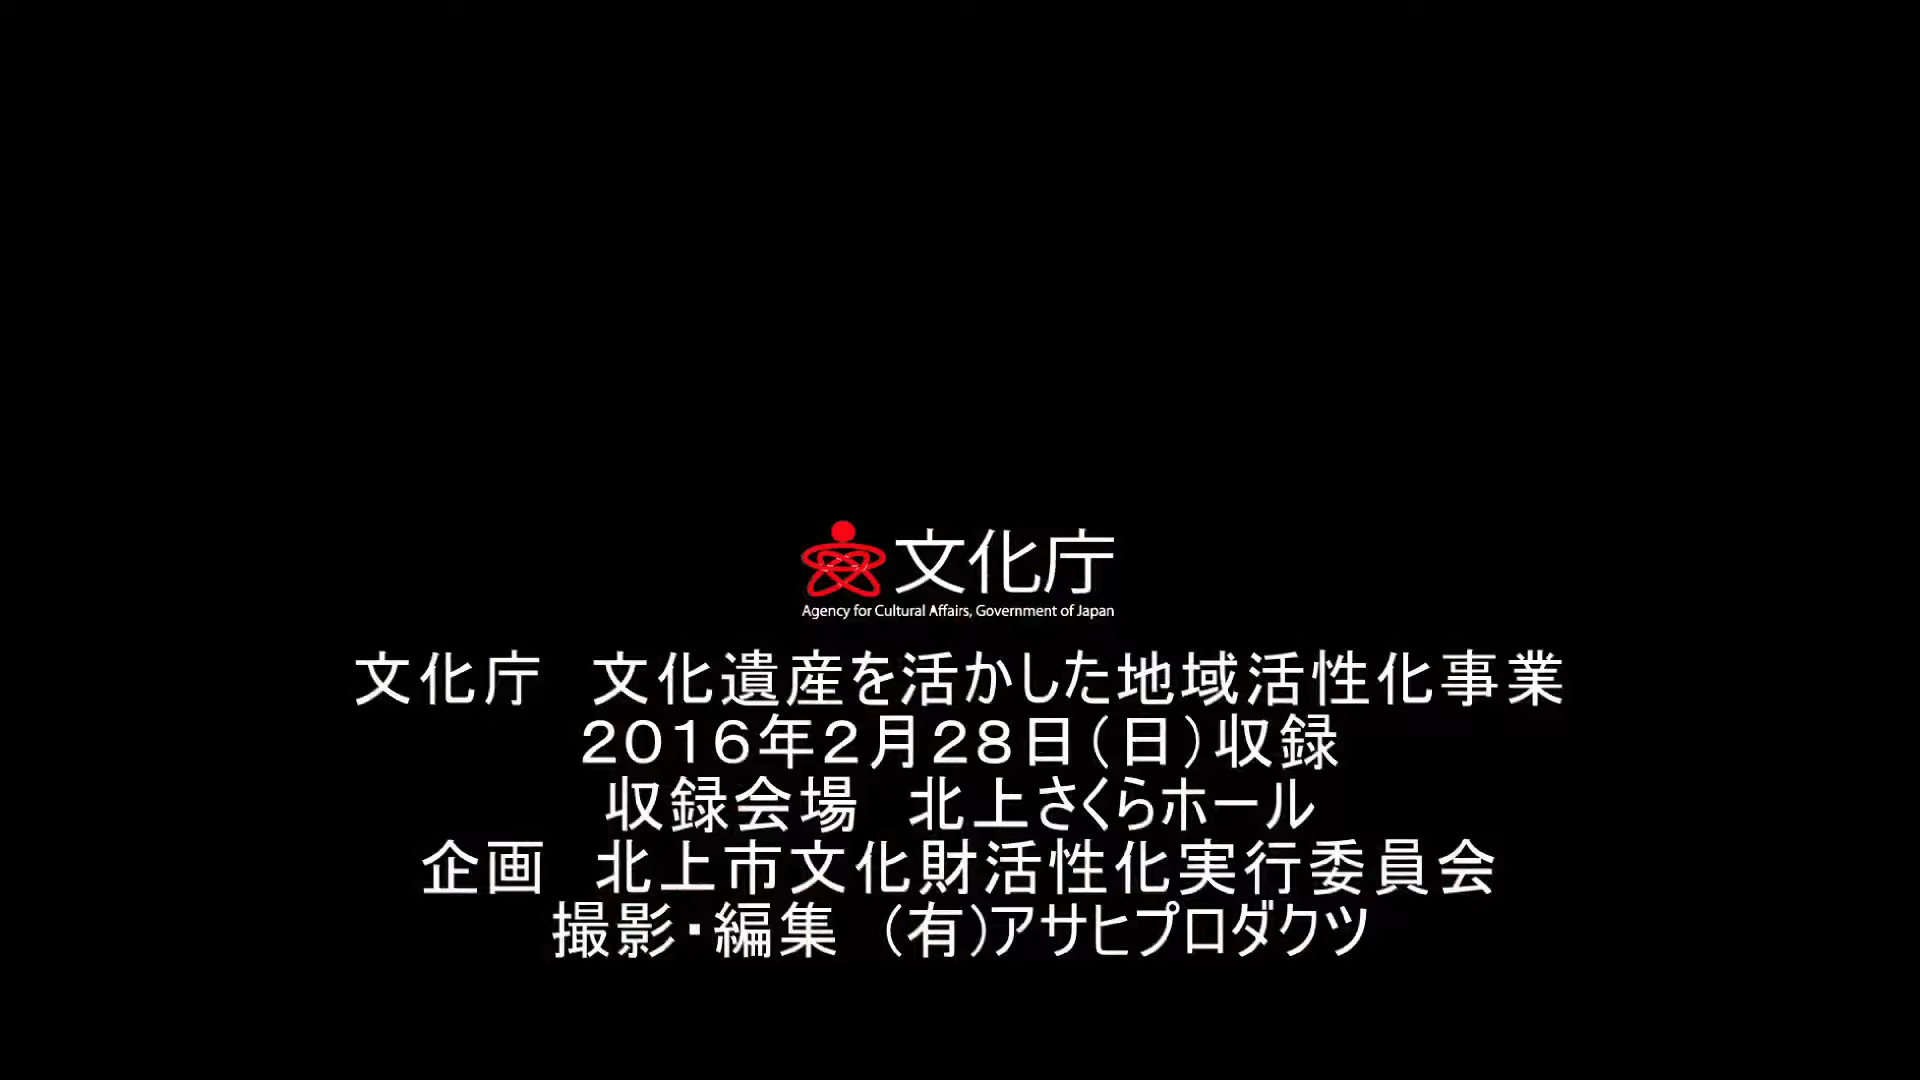 文化庁
Agency for Cultural Affairs, Government of Japan
文化庁　文化遺産を活かした地域活性化事業
２０１６年２月２８日（日）収録
収録会場　北上さくらホール
企画　北上市文化財活性化実行委員会
撮影・編集　（有）アサヒプロダクツ